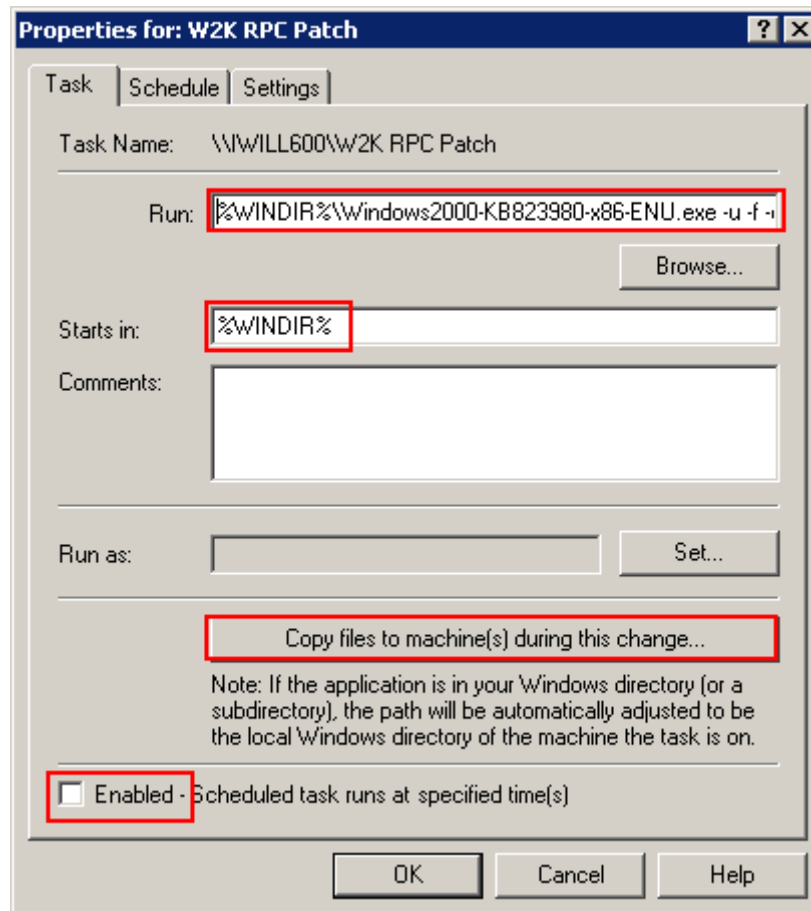 Properties for: W2K RPC Patch
Task Schedule Settings
Task Name: \\IWILL600\W2K RPC Patch
Run: %WINDIR%\Windows2000-KB823980-x86-ENU.exe -u -f
Browse...
Starts in: %WINDIR%
Comments:
Run as: Set...
Copy files to machine(s) during this change...
Note: If the application is in your Windows directory (or a
subdirectory), the path will be automatically adjusted to be
the local Windows directory of the machine the task is on.
Enabled - Scheduled task runs at specified time(s)
OK Cancel Help